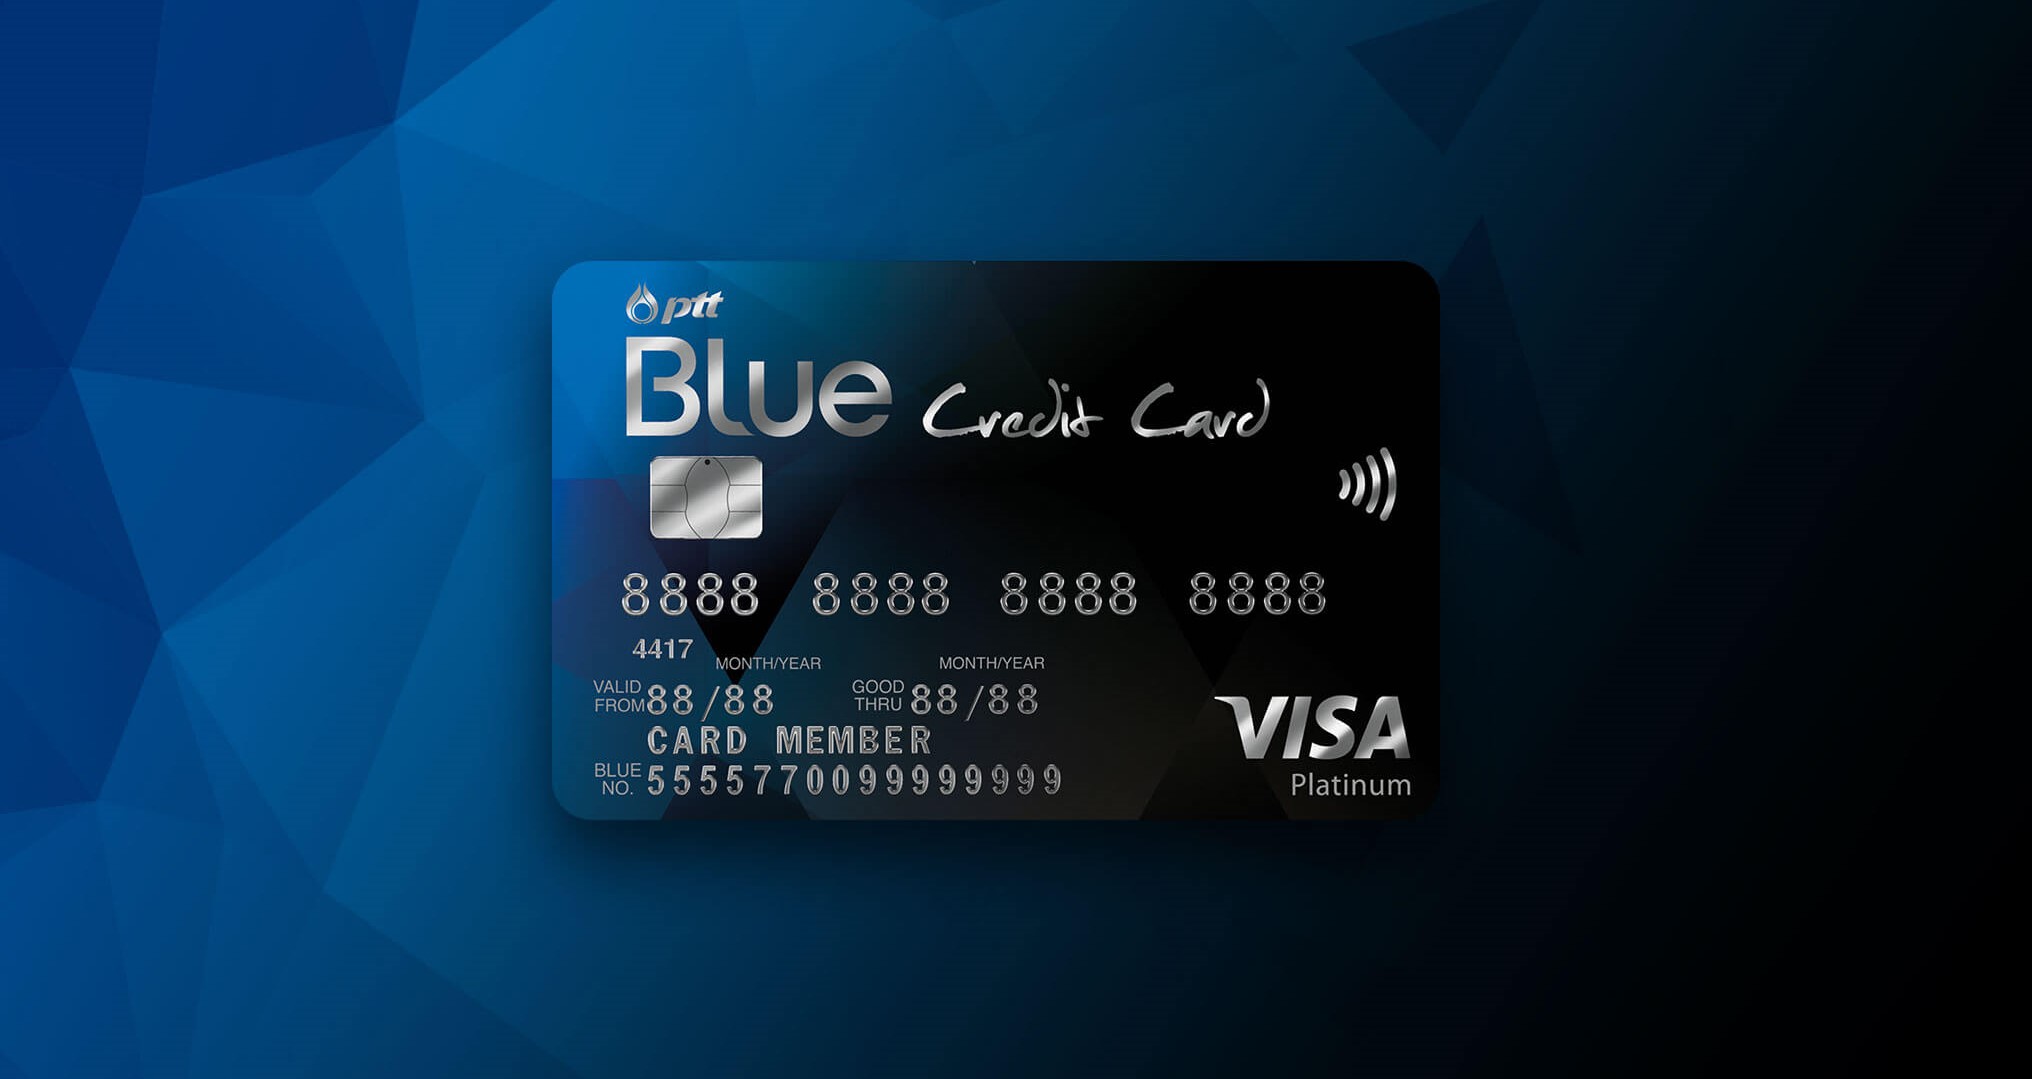 ptt
Blue Credit Card
8888 8888 8888 8888
4417
MONTH/YEAR MONTH/YEAR
VALID FROM 88/88 GOOD THRU 88/88
CARD MEMBER
BLUE NO. 5555770099999999
VISA
Platinum